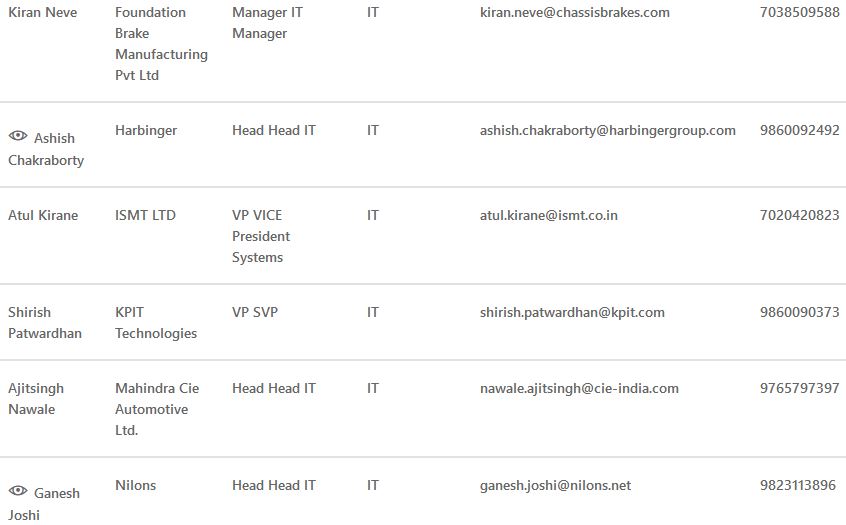 Kiran Neve Foundation Manager IT IT kiran.neve@chassisbrakes.com 7038509588
Brake Manager
Manufacturing
Pvt Ltd
Ashish Harbinger Head Head IT IT ashish.chakraborty@harbingergroup.com 9860092492
Chakraborty
Atul Kirane ISMT LTD VP VICE IT atul.kirane@ismt.co.in 7020420823
President
Systems
Shirish KPIT VP SVP IT shirish.patwardhan@kpit.com 9860090373
Patwardhan Technologies
Ajitsingh Mahindra Cie Head Head IT IT nawale.ajitsingh@cie-india.com 9765797397
Nawale Automotive
Ltd.
Ganesh Nilons Head Head IT IT ganesh.joshi@nilons.net 9823113896
Joshi